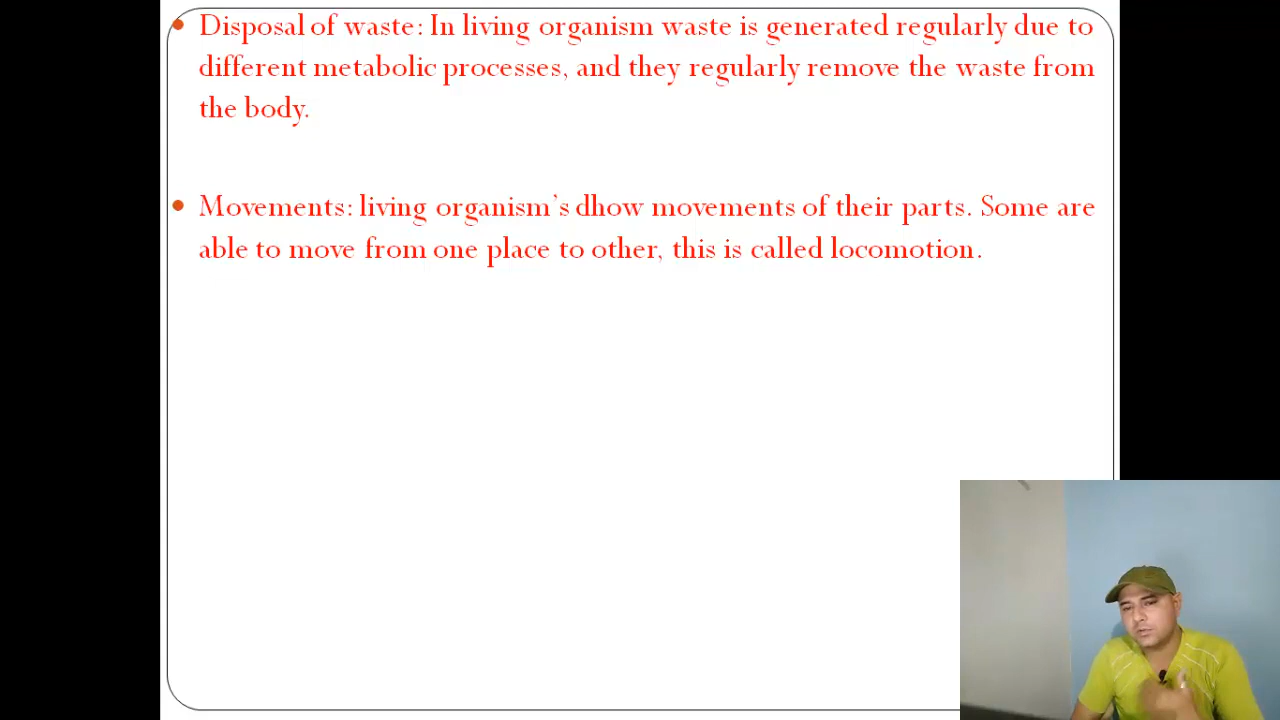 Disposal of waste: In living organism waste is generated regularly due to
different metabolic processes, and they regularly remove the waste from
the body.
Movements: living organism's dhow movements of their parts. Some are
able to move from one place to other, this is called locomotion.